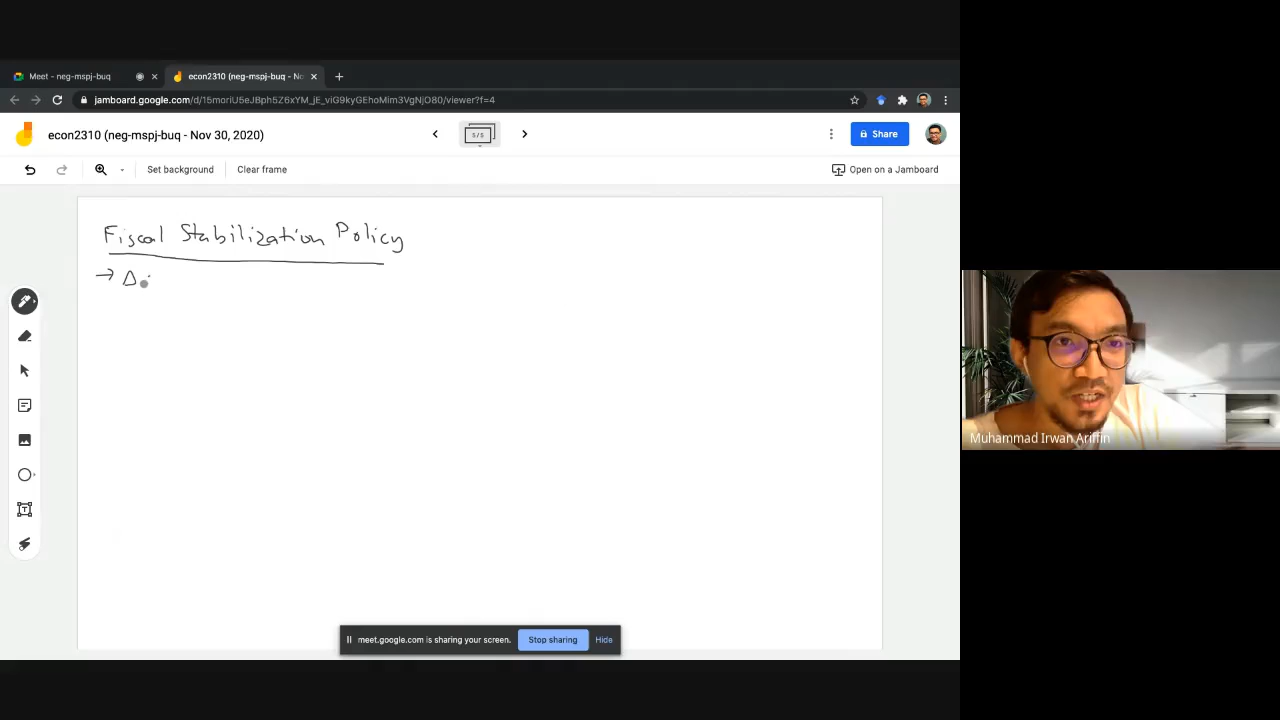 Meet - neg-mspj-buq
econ2310 (neg-mspj-buq - No
jamboard.google.com/d/15moriU5eJBph5Z6xYM_jE_viG9kyGEhoMim3VgNjO80/viewer?f=4
econ2310 (neg-mspj-buq - Nov 30, 2020)
5/5
Share
Set background
Clear frame
Open on a Jamboard
Fiscal Stabilization Policy
→ Δ
Muhammad Irwan Ariffin
meet.google.com is sharing your screen.
Stop sharing
Hide